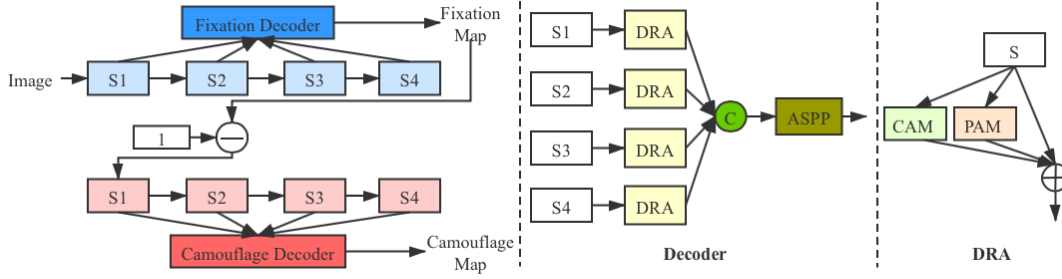 Fixation Decoder
Fixation
Map
Image
S1
S2
S3
S4
1
S1
S2
S3
S4
Camouflage Decoder
Camouflage
Map
S1
DRA
S2
DRA
S3
DRA
S4
DRA
C
ASPP
Decoder
S
CAM
PAM
DRA